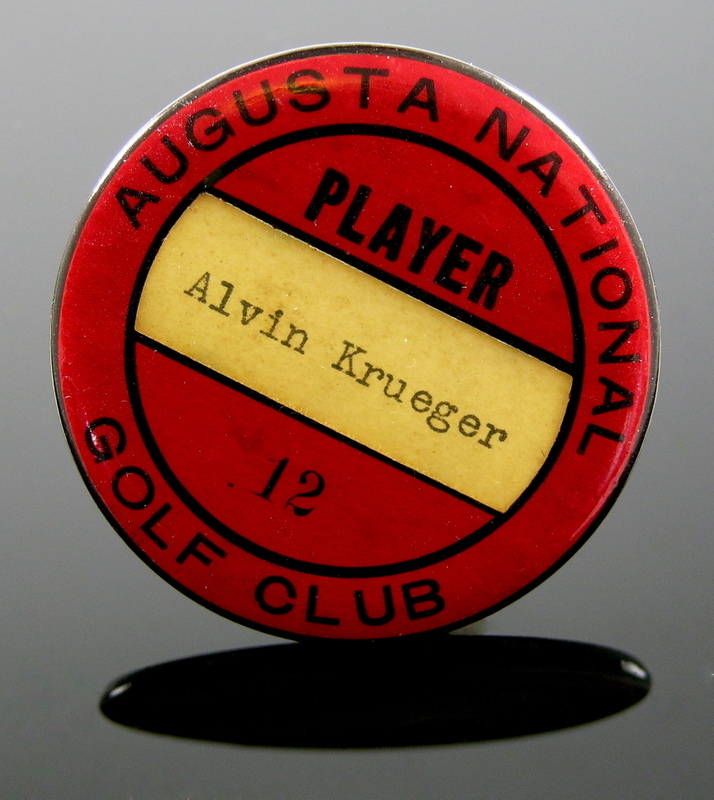 AUGUSTA NATIONAL
PLAYER
Alvin Krueger
12
GOLF CLUB